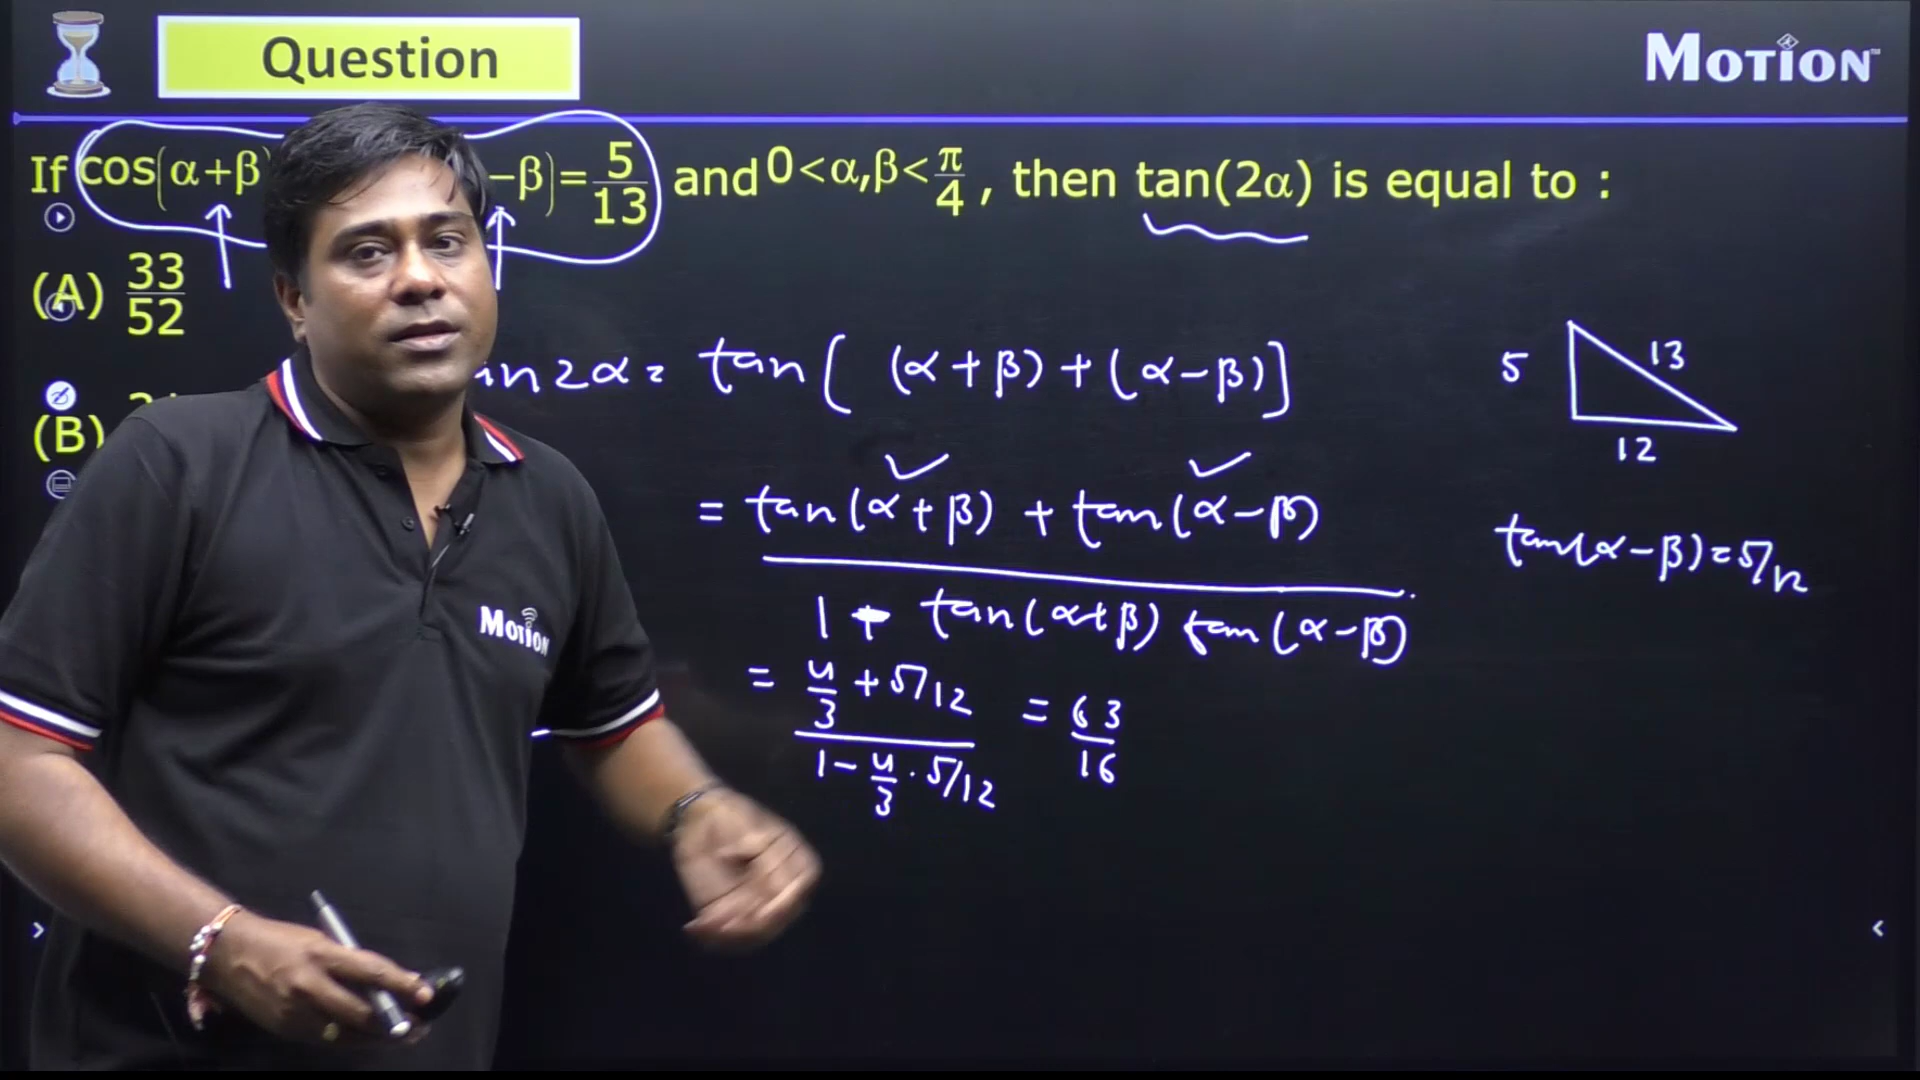 Question
MOTION
If cos(α+β) -β)=5/13 and 0<α,β<π/4, then tan(2α) is equal to :
(A) 33/52
(B)
an2α = tan[(α+β)+(α-β)]
= tan(α+β) + tan(α-β)
1 - tan(α+β) tan(α-β)
= 4/3 + 5/12 = 63/16
1 - 4/3 · 5/12
5 13
12
tan(α-β)=5/12
MOTION